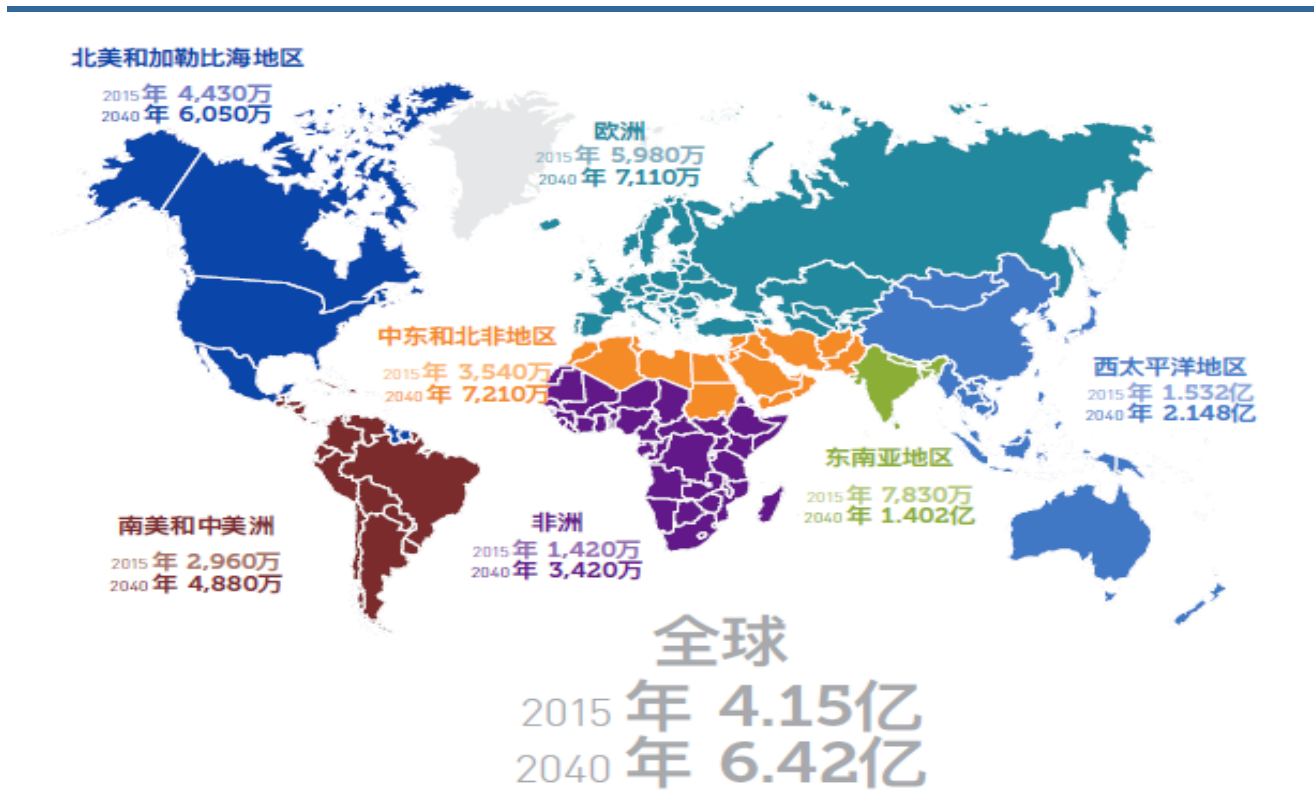 北美和加勒比海地区
2015 年 4,430万
2040 年 6,050万
欧洲
2015 年 5,980万
2040 年 7,110万
中东和北非地区
2015 年 3,540万
2040 年 7,210万
西太平洋地区
2015 年 1.532亿
2040 年 2.148亿
东南亚地区
2015 年 7,830万
2040 年 1.402亿
南美和中美洲
2015 年 2,960万
2040 年 4,880万
非洲
2015 年 1,420万
2040 年 3,420万
全球
2015 年 4.15亿
2040 年 6.42亿